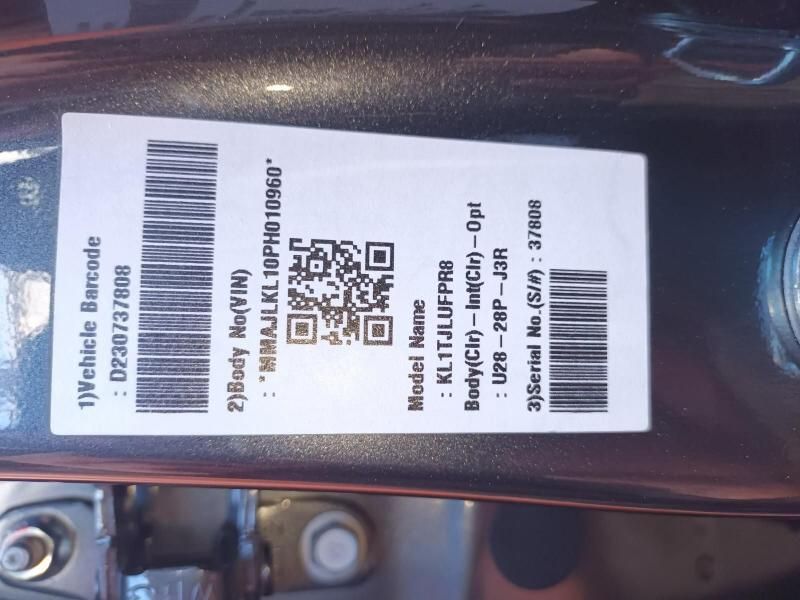 1)Vehicle Barcode
: D230737808
2)Body No(VIN)
: *MMAJLKL10PH010960*
Model Name
: KL1TJLUFPR8
Body(Clr)－Int(Clr)－Opt
: U28－28P－J3R
3)Serial No.(S/#) : 37808